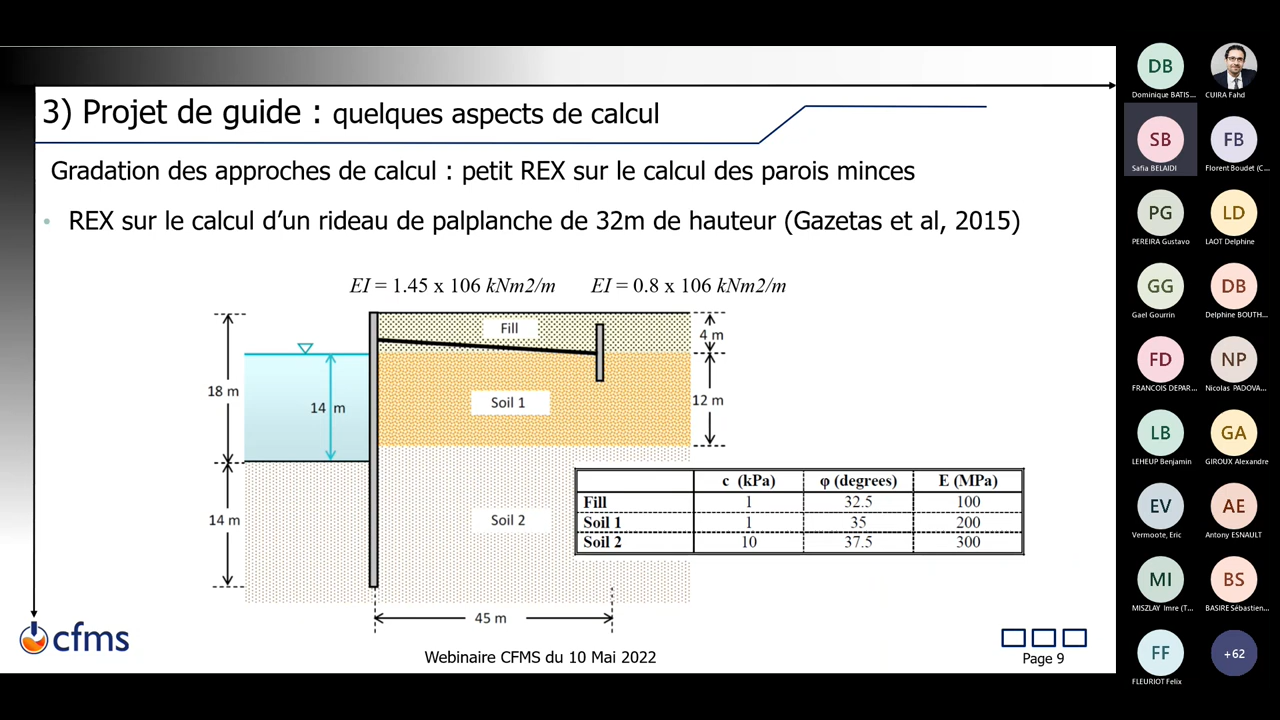 3) Projet de guide : quelques aspects de calcul
Gradation des approches de calcul : petit REX sur le calcul des parois minces
• REX sur le calcul d’un rideau de palplanche de 32m de hauteur (Gazetas et al, 2015)
EI = 1.45 x 106 kNm2/m
EI = 0.8 x 106 kNm2/m
Fill
4 m
18 m
14 m
Soil 1
12 m
14 m
Soil 2
c (kPa) φ (degrees) E (MPa)
Fill 1 32.5 100
Soil 1 1 35 200
Soil 2 10 37.5 300
45 m
cfms
Webinaire CFMS du 10 Mai 2022
Page 9
DB
Dominique BATIS...
CUIRA Fahd
SB
Safia BELAIDI
FB
Florent Boudet (C...
PG
PEREIRA Gustavo
LD
LAOT Delphine
GG
Gael Gourrin
DB
Delphine BOUTH...
FD
FRANCOIS DEPAR...
NP
Nicolas PADOVA...
LB
LEHEUP Benjamin
GA
GIROUX Alexandre
EV
Vermoote, Eric
AE
Antony ESNAULT
MI
MISZLAY Imre (T...
BS
BASIRE Sébastien...
FF
FLEURIOT Felix
+62